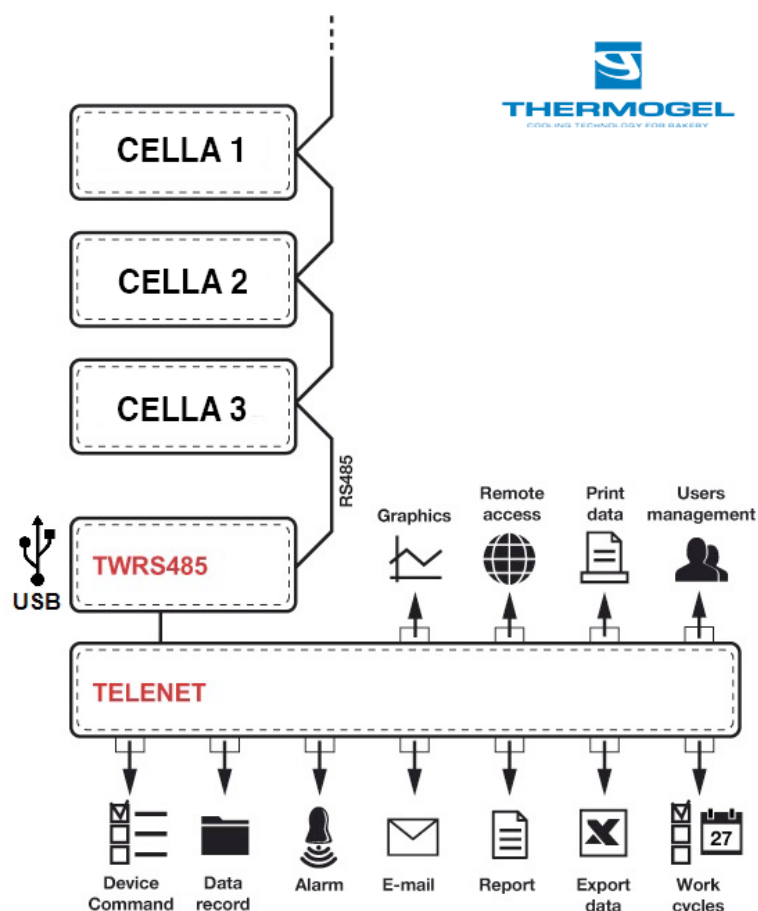 THERMOGEL
COOLING TECHNOLOGY FOR BAKERY
CELLA 1
CELLA 2
CELLA 3
RS485
TWRS485
USB
Graphics
Remote
access
Print
data
Users
management
TELENET
27
Device
Command
Data
record
Alarm
E-mail
Report
X
Export
data
Work
cycles